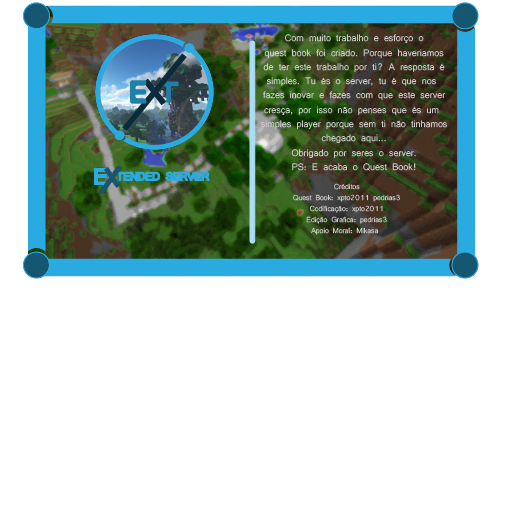 EXT
EXTENDED SERVER
Com muito trabalho e esforço o
quest book foi criado. Porque haveriamos
de ter este trabalho por ti? A resposta é
simples. Tu és o server, tu é que nos
fazes inovar e fazes com que este server
cresça, por isso não penses que és um
simples player porque sem ti não tinhamos
chegado aqui...
Obrigado por seres o server.
PS: E acaba o Quest Book!
Créditos
Quest Book: xpto2011 pedrias3
Codificação: xpto2011
Edição Grafica: pedrias3
Apoio Moral: Mikasa